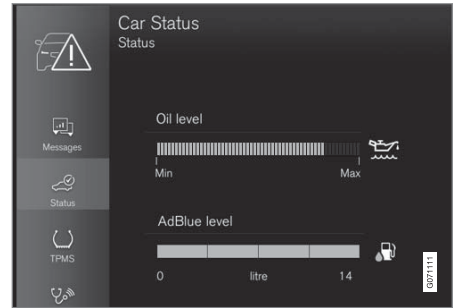 Car Status
Status
Messages
Status
TPMS
Oil level
Min Max
AdBlue level
0 litre 14
G071111